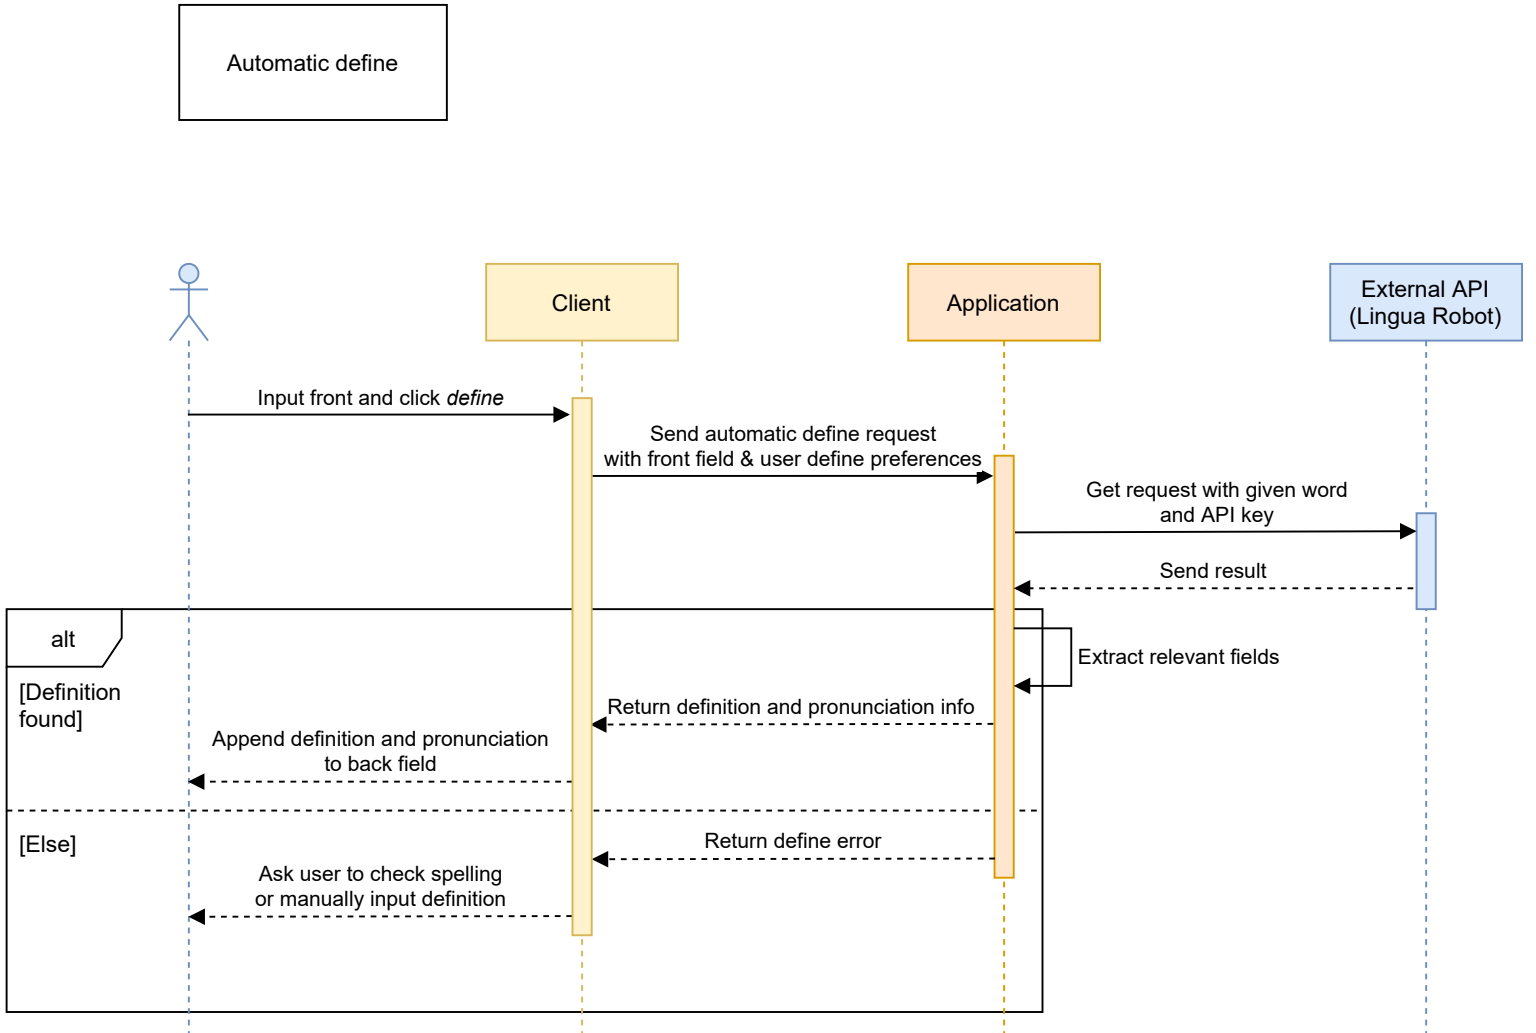 Automatic define
Client
Application
External API
(Lingua Robot)
Input front and click define
Send automatic define request
with front field & user define preferences
Get request with given word
and API key
Send result
alt
Extract relevant fields
[Definition
found]
Return definition and pronunciation info
Append definition and pronunciation
to back field
[Else]
Return define error
Ask user to check spelling
or manually input definition